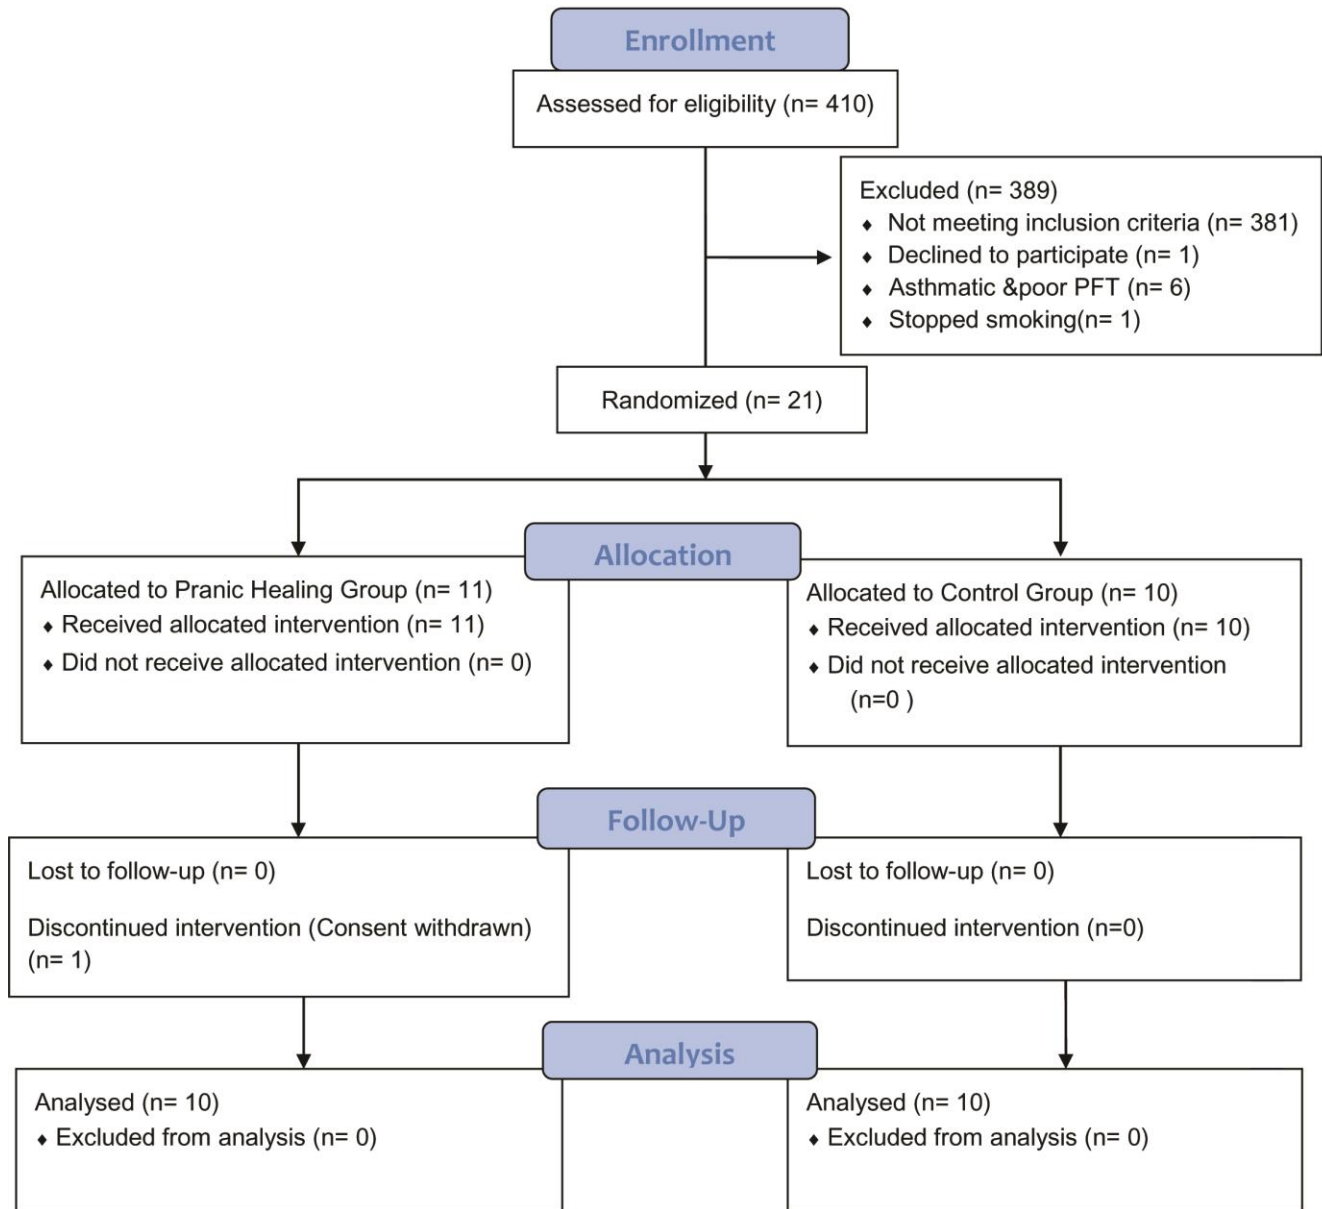 Enrollment
Assessed for eligibility (n= 410)
Excluded (n= 389)
♦ Not meeting inclusion criteria (n= 381)
♦ Declined to participate (n= 1)
♦ Asthmatic &poor PFT (n= 6)
♦ Stopped smoking(n= 1)
Randomized (n= 21)
Allocation
Allocated to Pranic Healing Group (n= 11)
♦ Received allocated intervention (n= 11)
♦ Did not receive allocated intervention (n= 0)
Allocated to Control Group (n= 10)
♦ Received allocated intervention (n= 10)
♦ Did not receive allocated intervention
(n=0 )
Follow-Up
Lost to follow-up (n= 0)
Discontinued intervention (Consent withdrawn)
(n= 1)
Lost to follow-up (n= 0)
Discontinued intervention (n=0)
Analysis
Analysed (n= 10)
♦ Excluded from analysis (n= 0)
Analysed (n= 10)
♦ Excluded from analysis (n= 0)